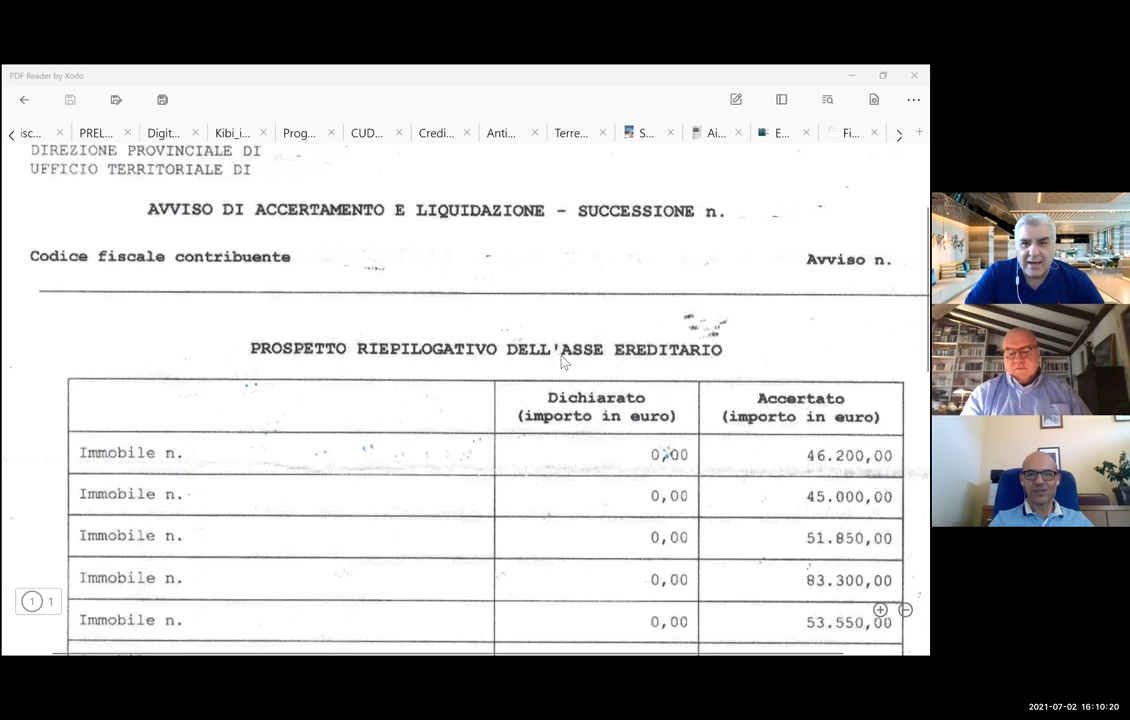 PDF Reader by Xodo
isc...
PREL...
Digit...
Kibi_i...
Prog...
CUD...
Credi...
Anti...
Terre...
S...
Ai...
E...
Fi...
DIREZIONE PROVINCIALE DI
UFFICIO TERRITORIALE DI
AVVISO DI ACCERTAMENTO E LIQUIDAZIONE - SUCCESSIONE n.
Codice fiscale contribuente Avviso n.
PROSPETTO RIEPILOGATIVO DELL'ASSE EREDITARIO
Dichiarato Accertato
(importo in euro) (importo in euro)
Immobile n. 0,00 46.200,00
Immobile n. 0,00 45.000,00
Immobile n. 0,00 51.850,00
Immobile n. 0,00 83.300,00
Immobile n. 0,00 53.550,00
1 1
2021-07-02 16:10:20